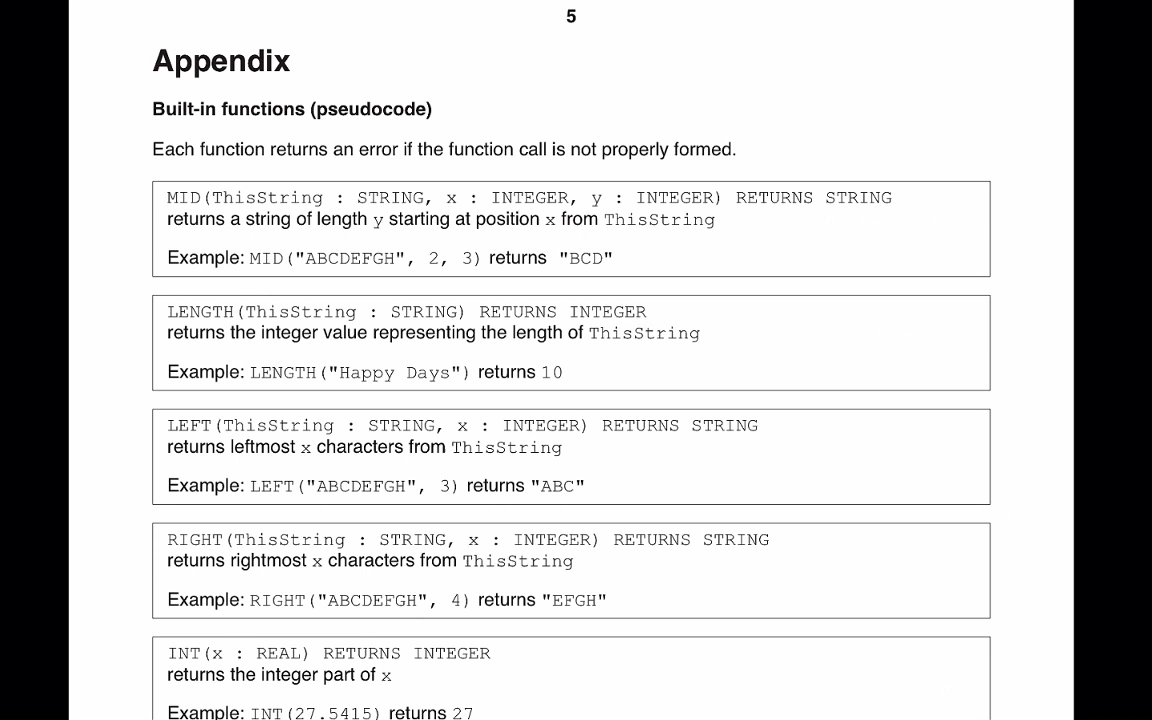 5
Appendix
Built-in functions (pseudocode)
Each function returns an error if the function call is not properly formed.
MID(ThisString : STRING, x : INTEGER, y : INTEGER) RETURNS STRING
returns a string of length y starting at position x from ThisString
Example: MID("ABCDEFGH", 2, 3) returns "BCD"
LENGTH(ThisString : STRING) RETURNS INTEGER
returns the integer value representing the length of ThisString
Example: LENGTH("Happy Days") returns 10
LEFT(ThisString : STRING, x : INTEGER) RETURNS STRING
returns leftmost x characters from ThisString
Example: LEFT("ABCDEFGH", 3) returns "ABC"
RIGHT(ThisString : STRING, x : INTEGER) RETURNS STRING
returns rightmost x characters from ThisString
Example: RIGHT("ABCDEFGH", 4) returns "EFGH"
INT(x : REAL) RETURNS INTEGER
returns the integer part of x
Example: INT(27.5415) returns 27